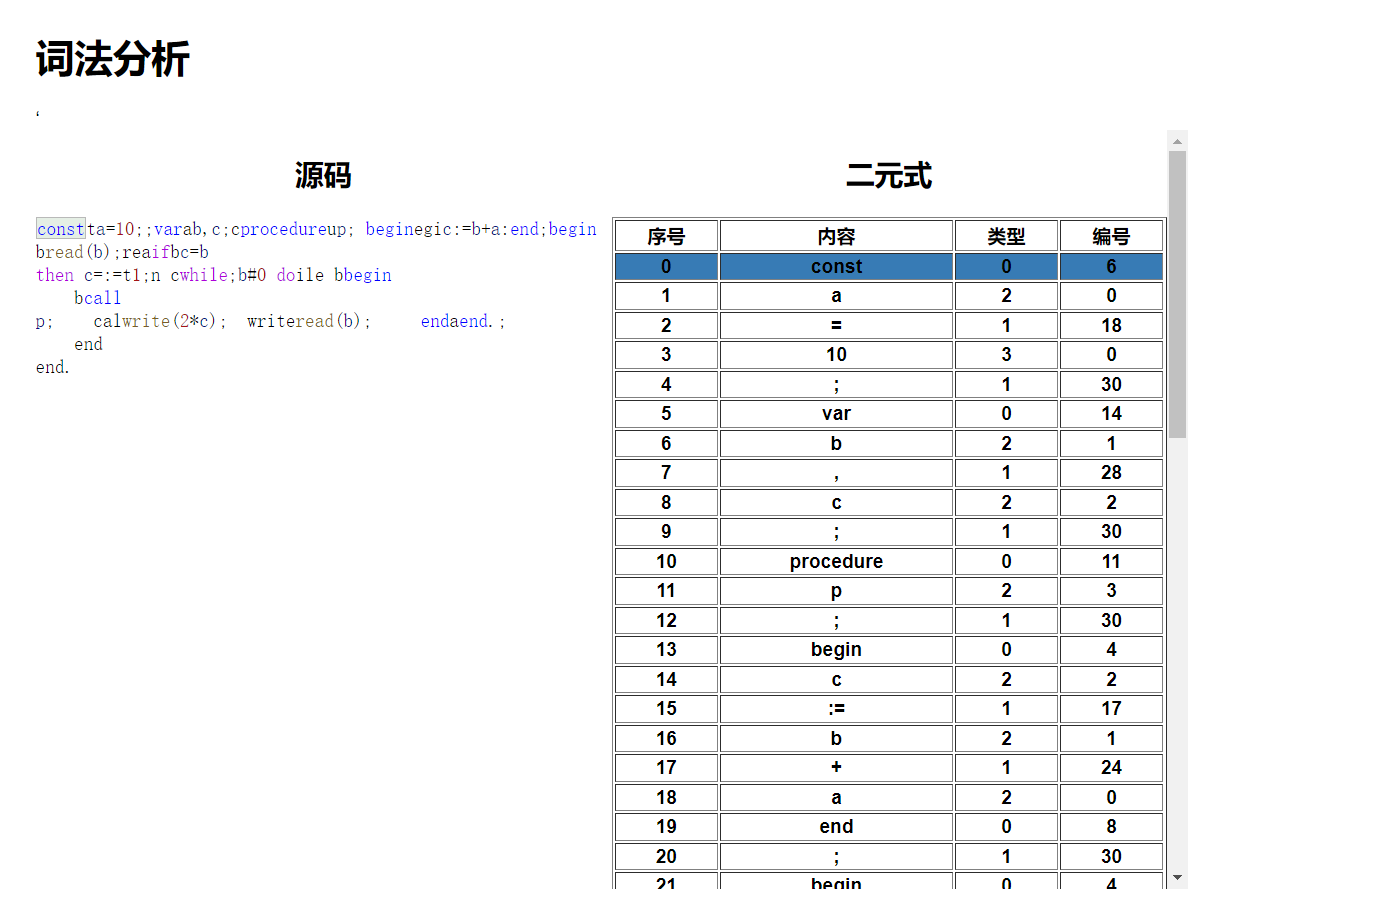 词法分析
‘
源码
constta=10;;varab,c;cprocedureup; beginegic:=b+a:end;begin
bread(b);reaifbc=b
then c=:=t1;n cwhile;b#0 doile bbegin
bcall
p; calwrite(2*c); writeread(b); endaend.;
end
end.
二元式
序号 内容 类型 编号
0 const 0 6
1 a 2 0
2 = 1 18
3 10 3 0
4 ; 1 30
5 var 0 14
6 b 2 1
7 , 1 28
8 c 2 2
9 ; 1 30
10 procedure 0 11
11 p 2 3
12 ; 1 30
13 begin 0 4
14 c 2 2
15 := 1 17
16 b 2 1
17 + 1 24
18 a 2 0
19 end 0 8
20 ; 1 30
21 begin 0 4